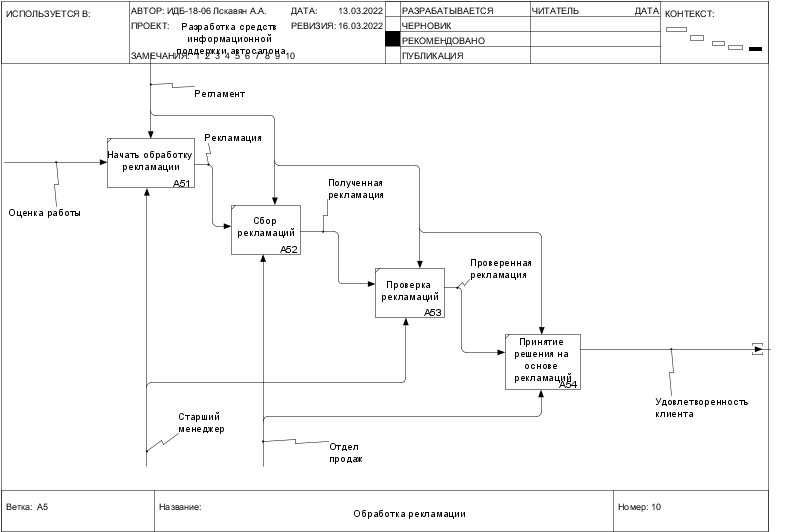 ИСПОЛЬЗУЕТСЯ В:
АВТОР: ИДБ-18-06 Лскавян А.А.
ДАТА: 13.03.2022
РАЗРАБАТЫВАЕТСЯ
ЧИТАТЕЛЬ
ДАТА
КОНТЕКСТ:
ПРОЕКТ: Разработка средств
информационной
поддержки автосалона
РЕВИЗИЯ: 16.03.2022
ЧЕРНОВИК
РЕКОМЕНДОВАНО
ЗАМЕЧАНИЯ: 1 2 3 4 5 6 7 8 9 10
ПУБЛИКАЦИЯ
Регламент
Начать обработку
рекламации
A51
Рекламация
Оценка работы
Сбор
рекламаций
A52
Полученная
рекламация
Проверка
рекламаций
A53
Проверенная
рекламация
Принятие
решения на
основе
рекламаций
A54
Удовлетворенность
клиента
Старший
менеджер
Отдел
продаж
Ветка: A5
Название:
Обработка рекламации
Номер: 10